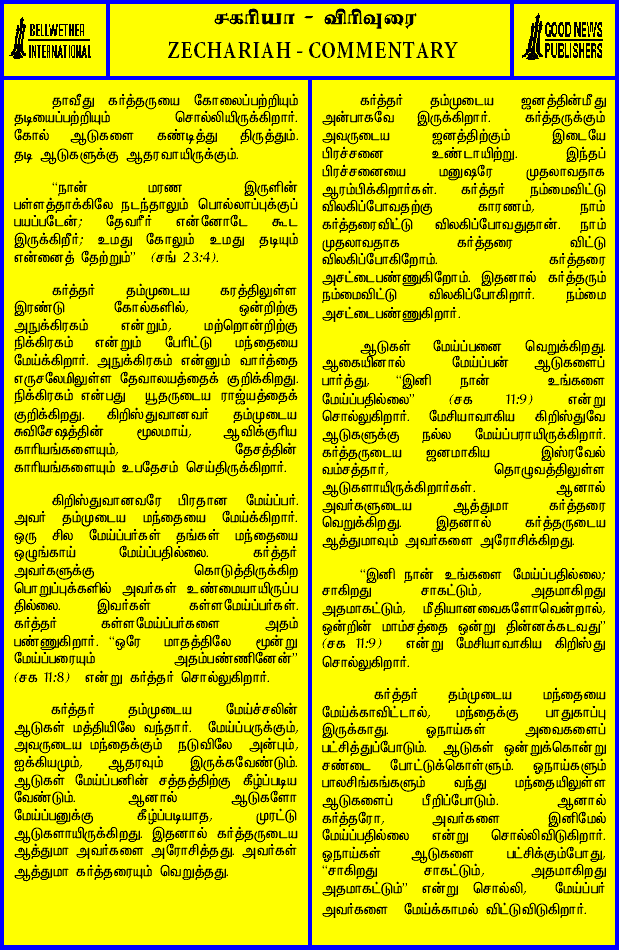 BELLWETHER
INTERNATIONAL
சகரியா - விரிவுரை
ZECHARIAH - COMMENTARY
GOOD NEWS
PUBLISHERS
தாவீது கர்த்தருடைய கோலைப்பற்றியும்
தடியைப்பற்றியும் சொல்லியிருக்கிறார்.
கோல் ஆடுகளை கண்டித்து திருத்தும்.
தடி ஆடுகளுக்கு ஆதரவாயிருக்கும்.
“நான் மரண இருளின்
பள்ளத்தாக்கிலே நடந்தாலும் பொல்லாப்புக்குப்
பயப்படேன்; தேவரீர் என்னோடே கூட
இருக்கிறீர்; உமது கோலும் உமது தடியும்
என்னைத் தேற்றும்” (சங் 23:4).
கர்த்தர் தம்முடைய கரத்திலுள்ள
இரண்டு கோல்களில், ஒன்றிற்கு
அநுக்கிரகம் என்றும், மற்றொன்றிற்கு
நிக்கிரகம் என்றும் பேரிட்டு மந்தையை
மேய்க்கிறார். அநுக்கிரகம் என்னும் வார்த்தை
எருசலேமிலுள்ள தேவாலயத்தைக் குறிக்கிறது.
நிக்கிரகம் என்பது யூதருடைய ராஜ்யத்தைக்
குறிக்கிறது. கிறிஸ்துவானவர் தம்முடைய
சுவிசேஷத்தின் மூலமாய், ஆவிக்குரிய
காரியங்களையும், தேசத்தின்
காரியங்களையும் உபதேசம் செய்திருக்கிறார்.
கிறிஸ்துவானவரே பிரதான மேய்ப்பர்.
அவர் தம்முடைய மந்தையை மேய்க்கிறார்.
ஒரு சில மேய்ப்பர்கள் தங்கள் மந்தையை
ஒழுங்காய் மேய்ப்பதில்லை. கர்த்தர்
அவர்களுக்கு கொடுத்திருக்கிற
பொறுப்புக்களில் அவர்கள் உண்மையாயிருப்ப
தில்லை. இவர்கள் கள்ளமேய்ப்பர்கள்.
கர்த்தர் கள்ளமேய்ப்பர்களை அதம்
பண்ணுகிறார். “ஒரே மாதத்திலே மூன்று
மேய்ப்பரையும் அதம்பண்ணினேன்”
(சக 11:8) என்று கர்த்தர் சொல்லுகிறார்.
கர்த்தர் தம்முடைய மேய்ச்சலின்
ஆடுகள் மத்தியிலே வந்தார். மேய்ப்பருக்கும்,
அவருடைய மந்தைக்கும் நடுவிலே அன்பும்,
ஐக்கியமும், ஆதரவும் இருக்கவேண்டும்.
ஆடுகள் மேய்ப்பனின் சத்தத்திற்கு கீழ்ப்படிய
வேண்டும். ஆனால் ஆடுகளோ
மேய்ப்பனுக்கு கீழ்ப்படியாத, முரட்டு
ஆடுகளாயிருக்கிறது. இதனால் கர்த்தருடைய
ஆத்துமா அவர்களை அரோசித்தது. அவர்கள்
ஆத்துமா கர்த்தரையும் வெறுத்தது.
கர்த்தர் தம்முடைய ஜனத்தின்மீது
அன்பாகவே இருக்கிறார். கர்த்தருக்கும்
அவருடைய ஜனத்திற்கும் இடையே
பிரச்சனை உண்டாயிற்று. இந்தப்
பிரச்சனையை மனுஷரே முதலாவதாக
ஆரம்பிக்கிறார்கள். கர்த்தர் நம்மைவிட்டு
விலகிப்போவதற்கு காரணம், நாம்
கர்த்தரைவிட்டு விலகிப்போவதுதான். நாம்
முதலாவதாக கர்த்தரை விட்டு
விலகிப்போகிறோம். கர்த்தரை
அசட்டைபண்ணுகிறோம். இதனால் கர்த்தரும்
நம்மைவிட்டு விலகிப்போகிறார். நம்மை
அசட்டைபண்ணுகிறார்.
ஆடுகள் மேய்ப்பனை வெறுக்கிறது.
ஆகையினால் மேய்ப்பன் ஆடுகளைப்
பார்த்து, “இனி நான் உங்களை
மேய்ப்பதில்லை” (சக 11:9) என்று
சொல்லுகிறார். மேசியாவாகிய கிறிஸ்துவே
ஆடுகளுக்கு நல்ல மேய்ப்பராயிருக்கிறார்.
கர்த்தருடைய ஜனமாகிய இஸ்ரவேல்
வம்சத்தார், தொழுவத்திலுள்ள
ஆடுகளாயிருக்கிறார்கள். ஆனால்
அவர்களுடைய ஆத்துமா கர்த்தரை
வெறுக்கிறது. இதனால் கர்த்தருடைய
ஆத்துமாவும் அவர்களை அரோசிக்கிறது.
“இனி நான் உங்களை மேய்ப்பதில்லை;
சாகிறது சாகட்டும், அதமாகிறது
அதமாகட்டும், மீதியானவைகளோவென்றால்,
ஒன்றின் மாம்சத்தை ஒன்று தின்னக்கடவது”
(சக 11:9) என்று மேசியாவாகிய கிறிஸ்து
சொல்லுகிறார்.
கர்த்தர் தம்முடைய மந்தையை
மேய்க்காவிட்டால், மந்தைக்கு பாதுகாப்பு
இருக்காது. ஓநாய்கள் அவைகளைப்
பட்சித்துப்போடும். ஆடுகள் ஒன்றுக்கொன்று
சண்டை போட்டுக்கொள்ளும். ஓநாய்களும்
பாலசிங்கங்களும் வந்து மந்தையிலுள்ள
ஆடுகளைப் பீறிப்போடும். ஆனால்
கர்த்தரோ, அவர்களை இனிமேல்
மேய்ப்பதில்லை என்று சொல்லிவிடுகிறார்.
ஓநாய்கள் ஆடுகளை பட்சிக்கும்போது,
“சாகிறது சாகட்டும், அதமாகிறது
அதமாகட்டும்” என்று சொல்லி, மேய்ப்பர்
அவர்களை மேய்க்காமல் விட்டுவிடுகிறார்.